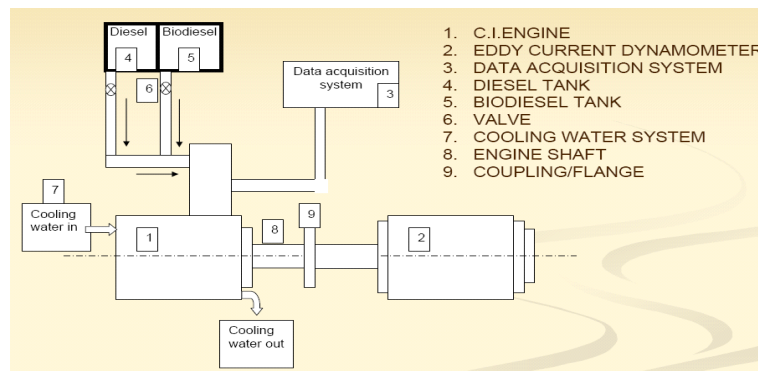 Diesel Biodiesel
4
5
6
Data acquisition
system
3
7
Cooling
water in
1
8
9
2
Cooling
water out
1. C.I.ENGINE
2. EDDY CURRENT DYNAMOMETER
3. DATA ACQUISITION SYSTEM
4. DIESEL TANK
5. BIODIESEL TANK
6. VALVE
7. COOLING WATER SYSTEM
8. ENGINE SHAFT
9. COUPLING/FLANGE